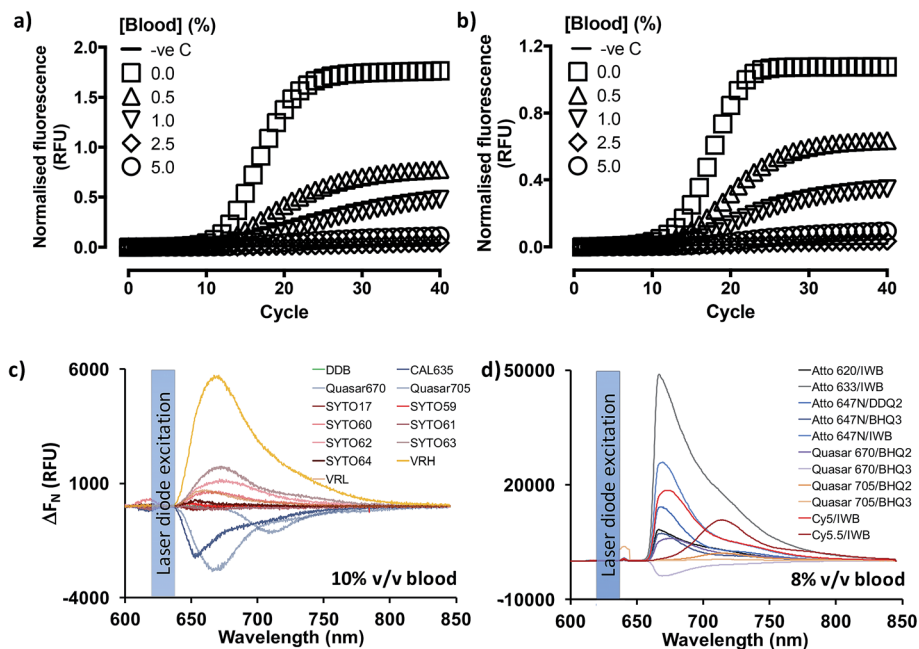 a)
[Blood] (%)
-ve C
0.0
0.5
1.0
2.5
5.0
Normalised fluorescence
(RFU)
2.0
1.5
1.0
0.5
0.0
0 10 20 30 40
Cycle
b)
[Blood] (%)
-ve C
0.0
0.5
1.0
2.5
5.0
Normalised fluorescence
(RFU)
1.2
0.9
0.6
0.3
0.0
0 10 20 30 40
Cycle
c)
6000
1000
-4000
ΔFN (RFU)
Laser diode excitation
DDB CAL635
Quasar670 Quasar705
SYTO17 SYTO59
SYTO60 SYTO61
SYTO62 SYTO63
SYTO64 VRH
VRL
10% v/v blood
600 650 700 750 800 850
Wavelength (nm)
d)
50000
20000
-10000
Laser diode excitation
Atto 620/IWB
Atto 633/IWB
Atto 647N/DDQ2
Atto 647N/BHQ3
Atto 647N/IWB
Quasar 670/BHQ2
Quasar 670/BHQ3
Quasar 705/BHQ2
Quasar 705/BHQ3
Cy5/IWB
Cy5.5/IWB
8% v/v blood
600 650 700 750 800 850
Wavelength (nm)